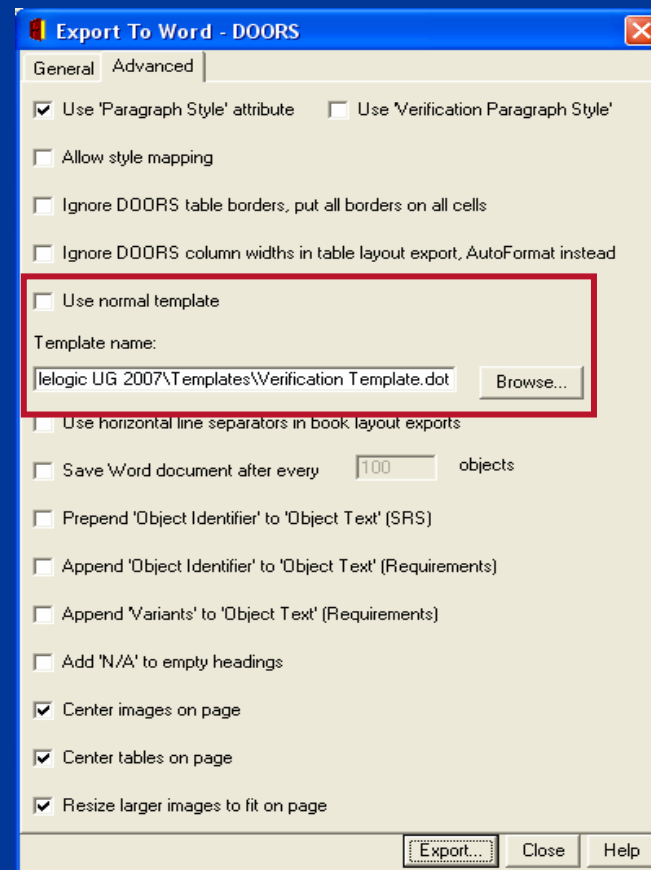 Export To Word - DOORS
General Advanced
Use 'Paragraph Style' attribute Use 'Verification Paragraph Style'
Allow style mapping
Ignore DOORS table borders, put all borders on all cells
Ignore DOORS column widths in table layout export, AutoFormat instead
Use normal template
Template name:
lelogic UG 2007\Templates\Verification Template.dot Browse...
Use horizontal line separators in book layout exports
Save Word document after every 100 objects
Prepend 'Object Identifier' to 'Object Text' (SRS)
Append 'Object Identifier' to 'Object Text' (Requirements)
Append 'Variants' to 'Object Text' (Requirements)
Add 'N/A' to empty headings
Center images on page
Center tables on page
Resize larger images to fit on page
Export... Close Help